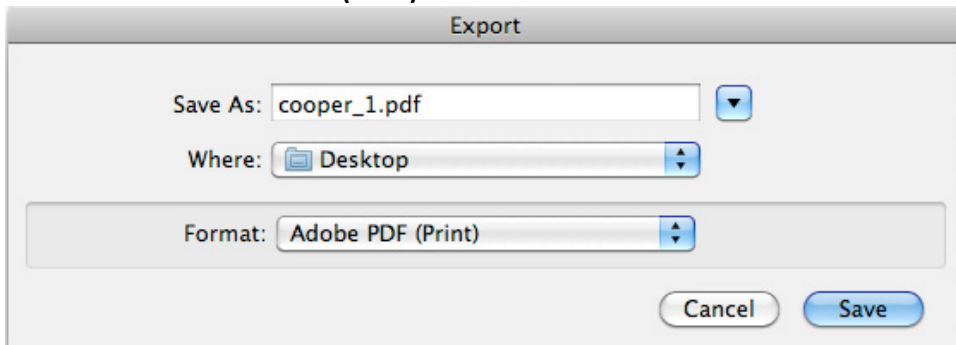 Export
Save As: cooper_1.pdf
Where: Desktop
Format: Adobe PDF (Print)
Cancel Save